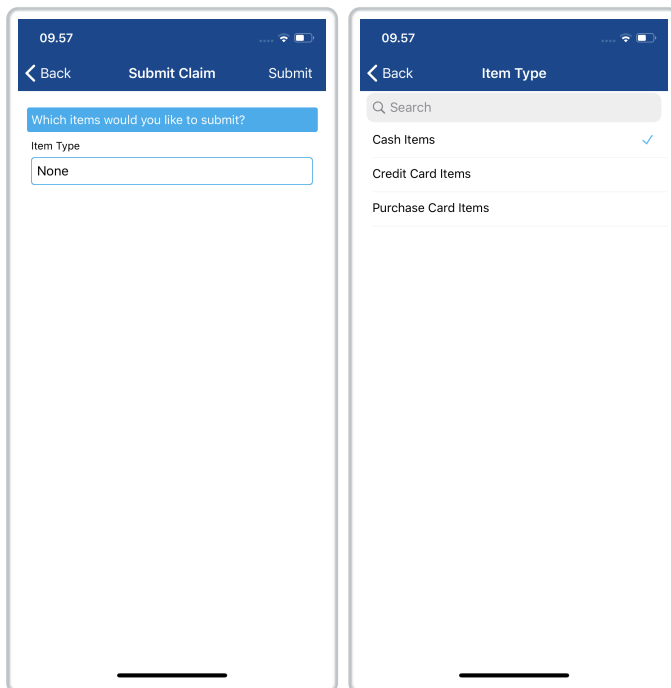 09.57
Back Submit Claim Submit
Which items would you like to submit?
Item Type
None
09.57
Back Item Type
Search
Cash Items
Credit Card Items
Purchase Card Items